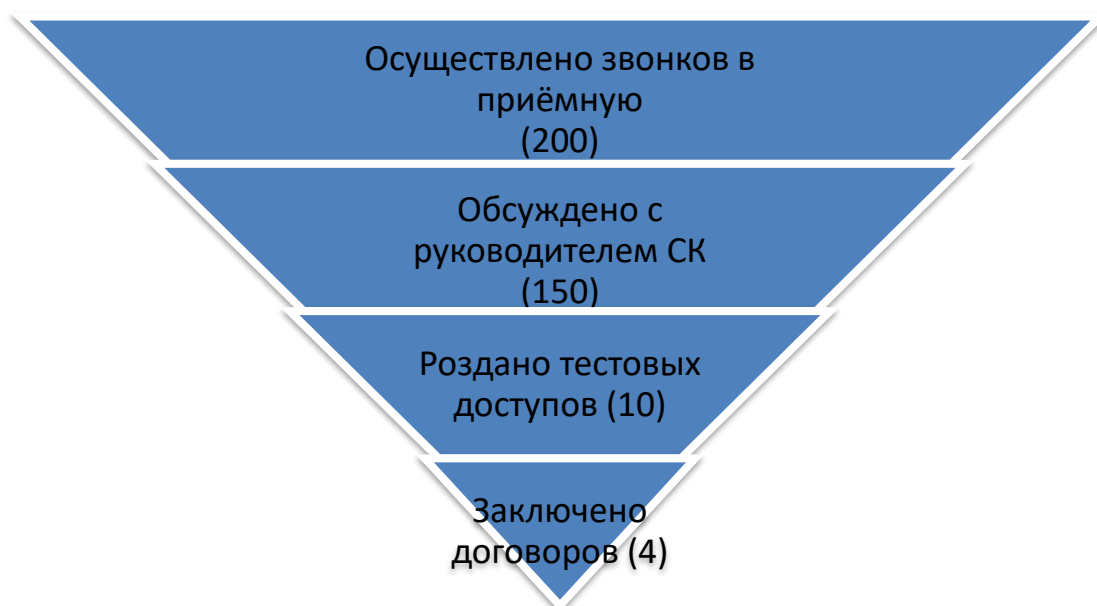 Осуществлено звонков в
приёмную
(200)
Обсуждено с
руководителем СК
(150)
Роздано тестовых
доступов (10)
Заключено
договоров (4)